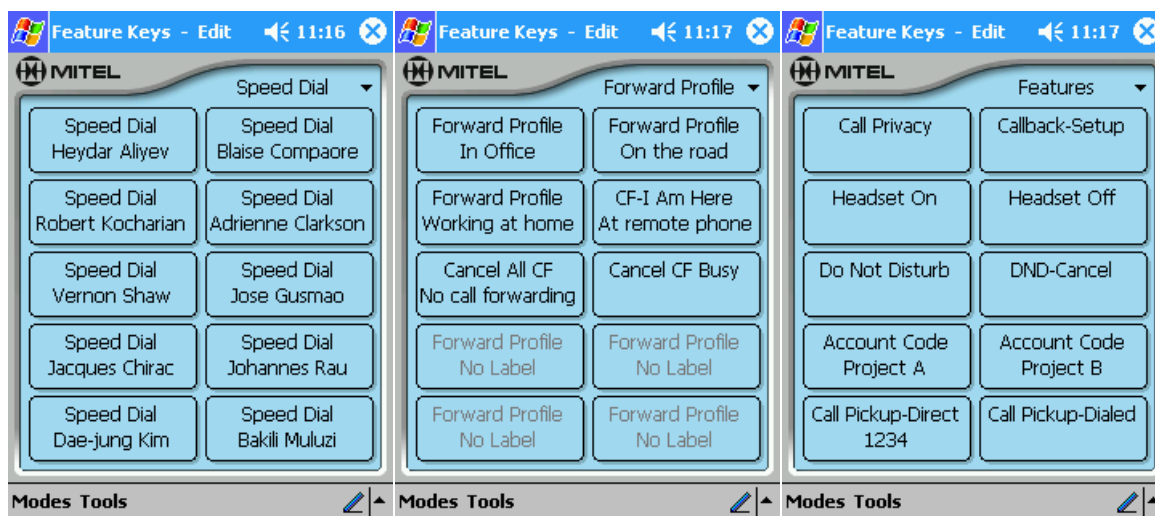 Feature Keys - Edit 11:16
MITEL
Speed Dial
Speed Dial
Heydar Aliyev
Speed Dial
Blaise Compaore
Speed Dial
Robert Kocharian
Speed Dial
Adrienne Clarkson
Speed Dial
Vernon Shaw
Speed Dial
Jose Gusmao
Speed Dial
Jacques Chirac
Speed Dial
Johannes Rau
Speed Dial
Dae-jung Kim
Speed Dial
Bakili Muluzi
Modes Tools
Feature Keys - Edit 11:17
MITEL
Forward Profile
Forward Profile
In Office
Forward Profile
On the road
Forward Profile
Working at home
CF-I Am Here
At remote phone
Cancel All CF
No call forwarding
Cancel CF Busy
Forward Profile
No Label
Forward Profile
No Label
Forward Profile
No Label
Forward Profile
No Label
Modes Tools
Feature Keys - Edit 11:17
MITEL
Features
Call Privacy
Callback-Setup
Headset On
Headset Off
Do Not Disturb
DND-Cancel
Account Code
Project A
Account Code
Project B
Call Pickup-Direct
1234
Call Pickup-Dialed
Modes Tools